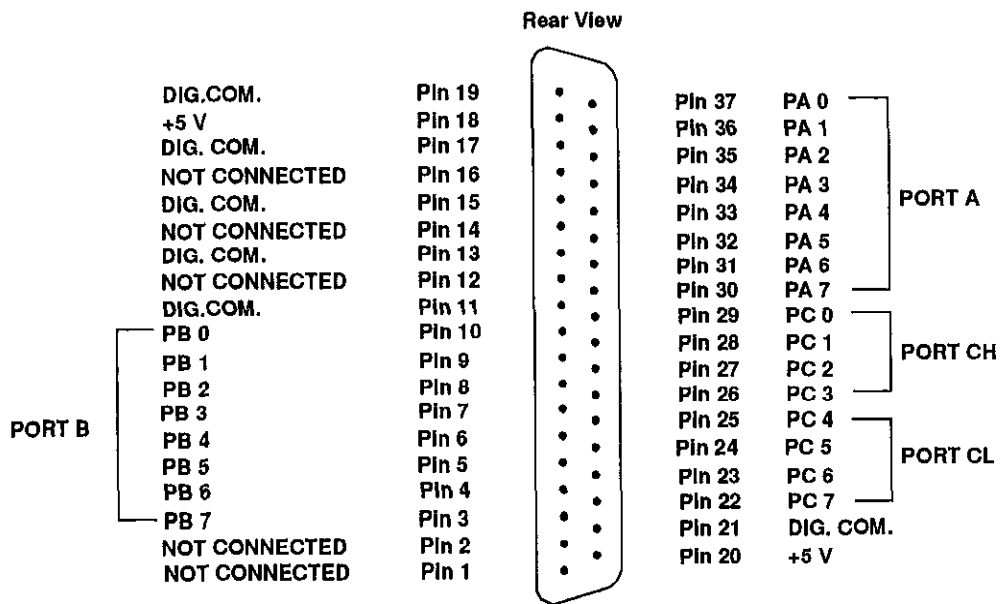 Rear View
DIG.COM. Pin 19
+5 V Pin 18
DIG. COM. Pin 17
NOT CONNECTED Pin 16
DIG. COM. Pin 15
NOT CONNECTED Pin 14
DIG. COM. Pin 13
NOT CONNECTED Pin 12
DIG.COM. Pin 11
PB 0 Pin 10
PB 1 Pin 9
PB 2 Pin 8
PB 3 Pin 7
PB 4 Pin 6
PB 5 Pin 5
PB 6 Pin 4
PB 7 Pin 3
NOT CONNECTED Pin 2
NOT CONNECTED Pin 1
PORT B
Pin 37 PA 0
Pin 36 PA 1
Pin 35 PA 2
Pin 34 PA 3
Pin 33 PA 4
Pin 32 PA 5
Pin 31 PA 6
Pin 30 PA 7
Pin 29 PC 0
Pin 28 PC 1
Pin 27 PC 2
Pin 26 PC 3
Pin 25 PC 4
Pin 24 PC 5
Pin 23 PC 6
Pin 22 PC 7
Pin 21 DIG. COM.
Pin 20 +5 V
PORT A
PORT CH
PORT CL